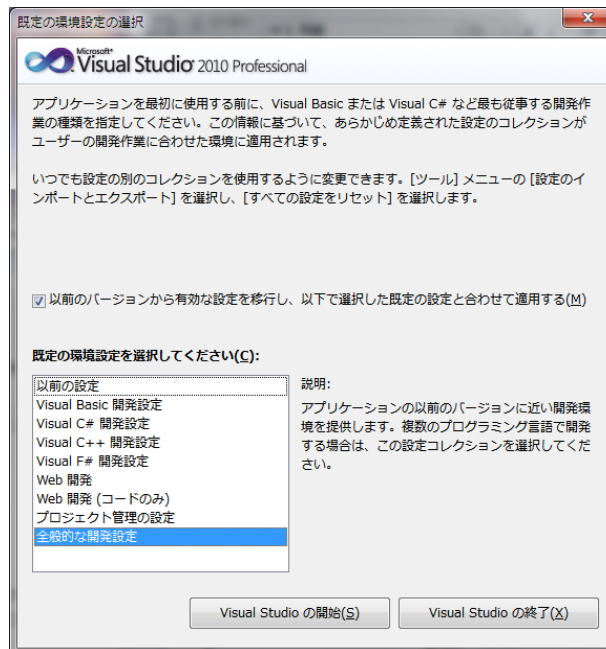 既定の環境設定の選択
Microsoft
Visual Studio 2010 Professional
アプリケーションを最初に使用する前に、Visual Basic または Visual C# など最も従事する開発作
業の種類を指定してください。この情報に基づいて、あらかじめ定義された設定のコレクションが
ユーザーの開発作業に合わせた環境に適用されます。
いつでも設定の別のコレクションを使用するように変更できます。[ツール] メニューの [設定のイ
ンポートとエクスポート] を選択し、[すべての設定をリセット] を選択します。
以前のバージョンから有効な設定を移行し、以下で選択した既定の設定と合わせて適用する(M)
既定の環境設定を選択してください(C):
以前の設定
Visual Basic 開発設定
Visual C# 開発設定
Visual C++ 開発設定
Visual F# 開発設定
Web 開発
Web 開発 (コードのみ)
プロジェクト管理の設定
全般的な開発設定
説明:
アプリケーションの以前のバージョンに近い開発環
境を提供します。複数のプログラミング言語で開発
する場合は、この設定コレクションを選択してくだ
さい。
Visual Studio の開始(S)
Visual Studio の終了(X)